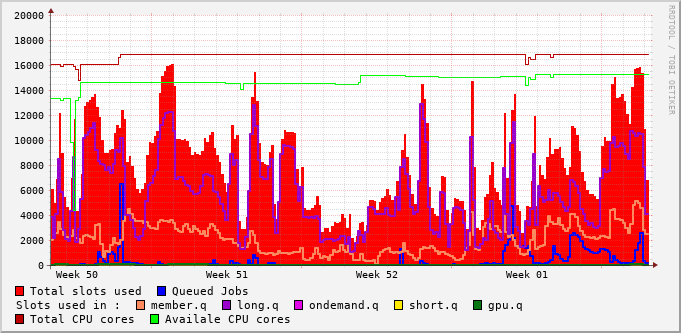 20000
18000
16000
14000
12000
10000
8000
6000
4000
2000
0
Week 50 Week 51 Week 52 Week 01
RRDTOOL / TOBI OETIKER
Total slots used Queued Jobs
Slots used in : member.q long.q ondemand.q short.q gpu.q
Total CPU cores Availale CPU cores